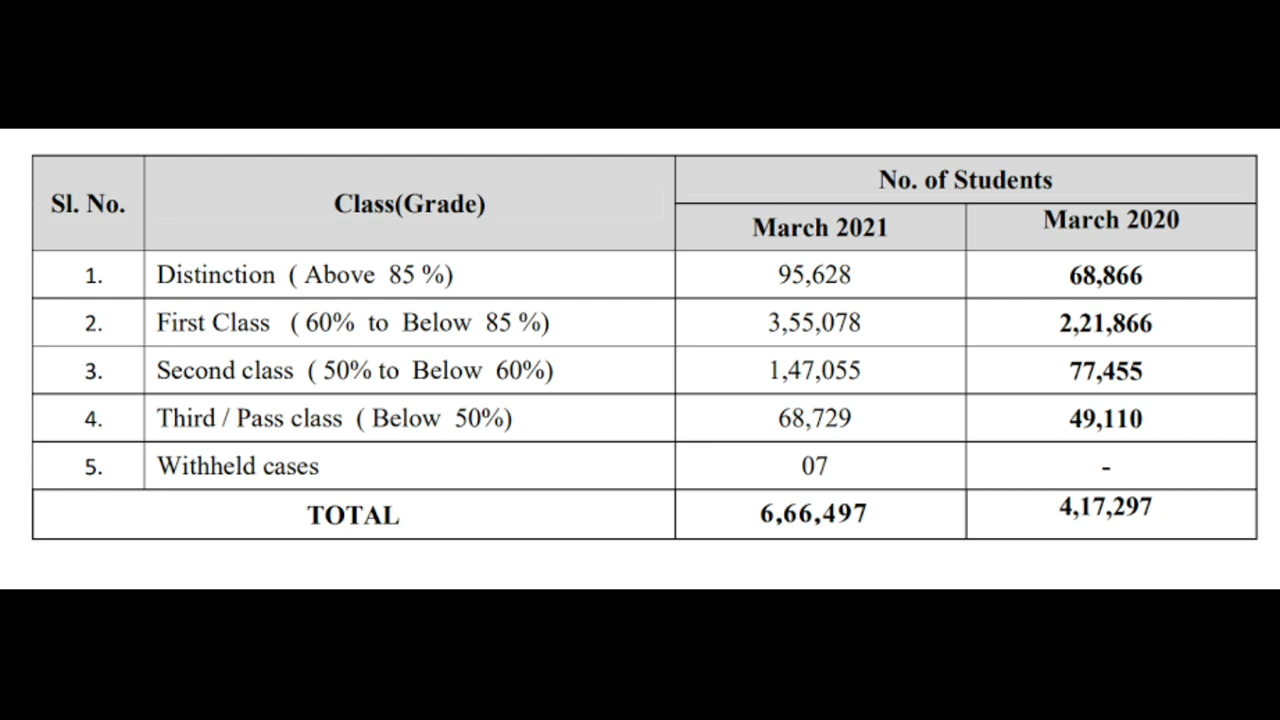 Sl. No. Class(Grade) No. of Students
March 2021 March 2020
1. Distinction ( Above 85 %) 95,628 68,866
2. First Class ( 60% to Below 85 %) 3,55,078 2,21,866
3. Second class ( 50% to Below 60%) 1,47,055 77,455
4. Third / Pass class ( Below 50%) 68,729 49,110
5. Withheld cases 07 -
TOTAL 6,66,497 4,17,297